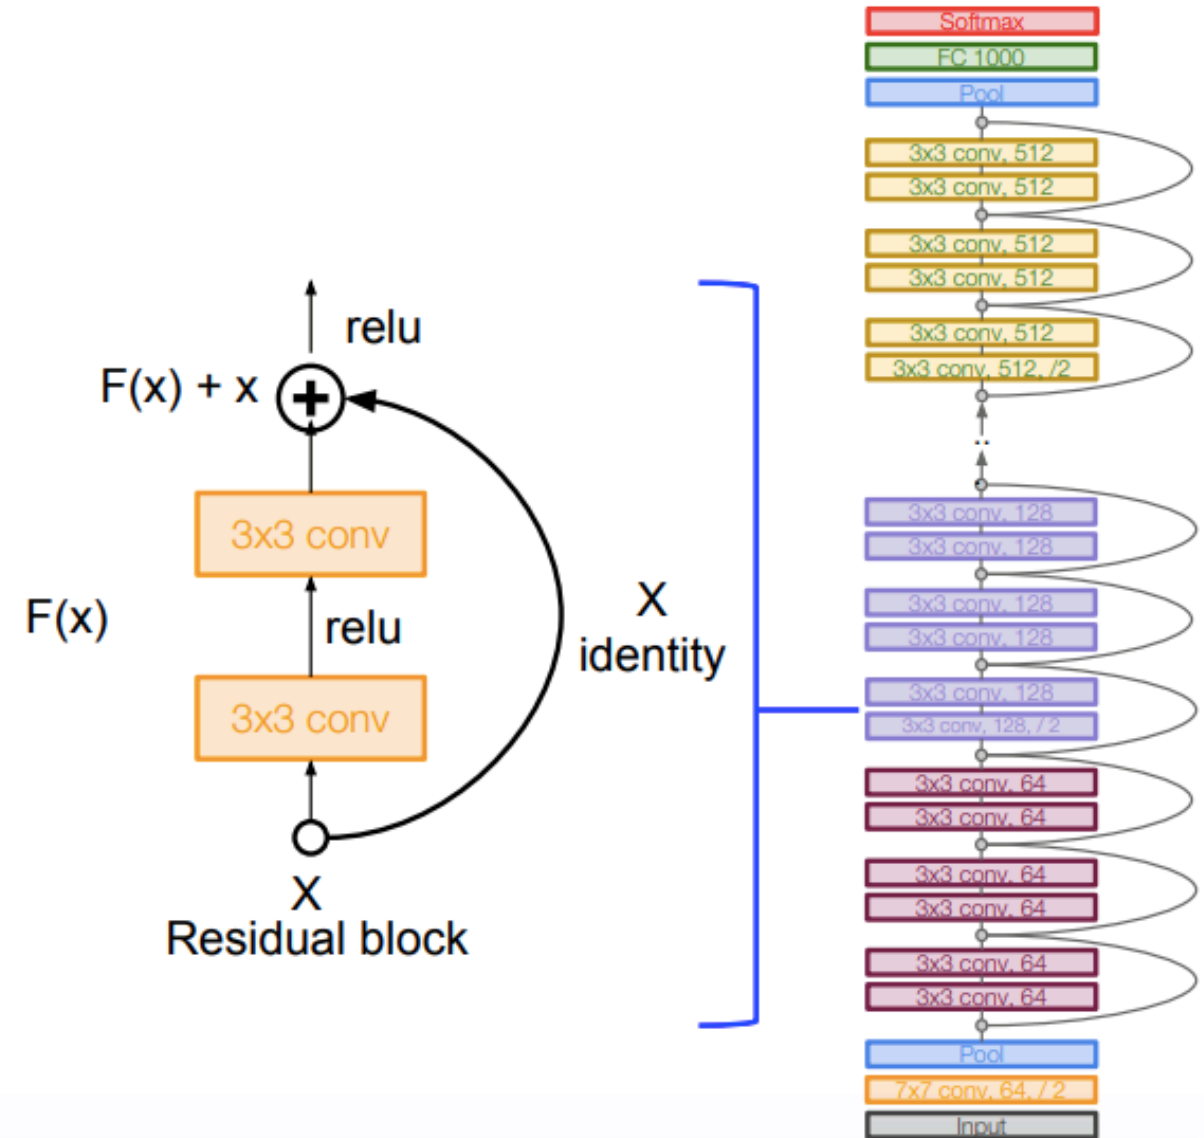 relu
F(x) + x
3x3 conv
F(x)
relu
X
identity
3x3 conv
X
Residual block
Softmax
FC 1000
Pool
3x3 conv, 512
3x3 conv, 512
3x3 conv, 512
3x3 conv, 512
3x3 conv, 512
3x3 conv, 512, /2
..
3x3 conv, 128
3x3 conv, 128
3x3 conv, 128
3x3 conv, 128
3x3 conv, 128
3x3 conv, 128, / 2
3x3 conv, 64
3x3 conv, 64
3x3 conv, 64
3x3 conv, 64
3x3 conv, 64
3x3 conv, 64
Pool
7x7 conv, 64, / 2
Input